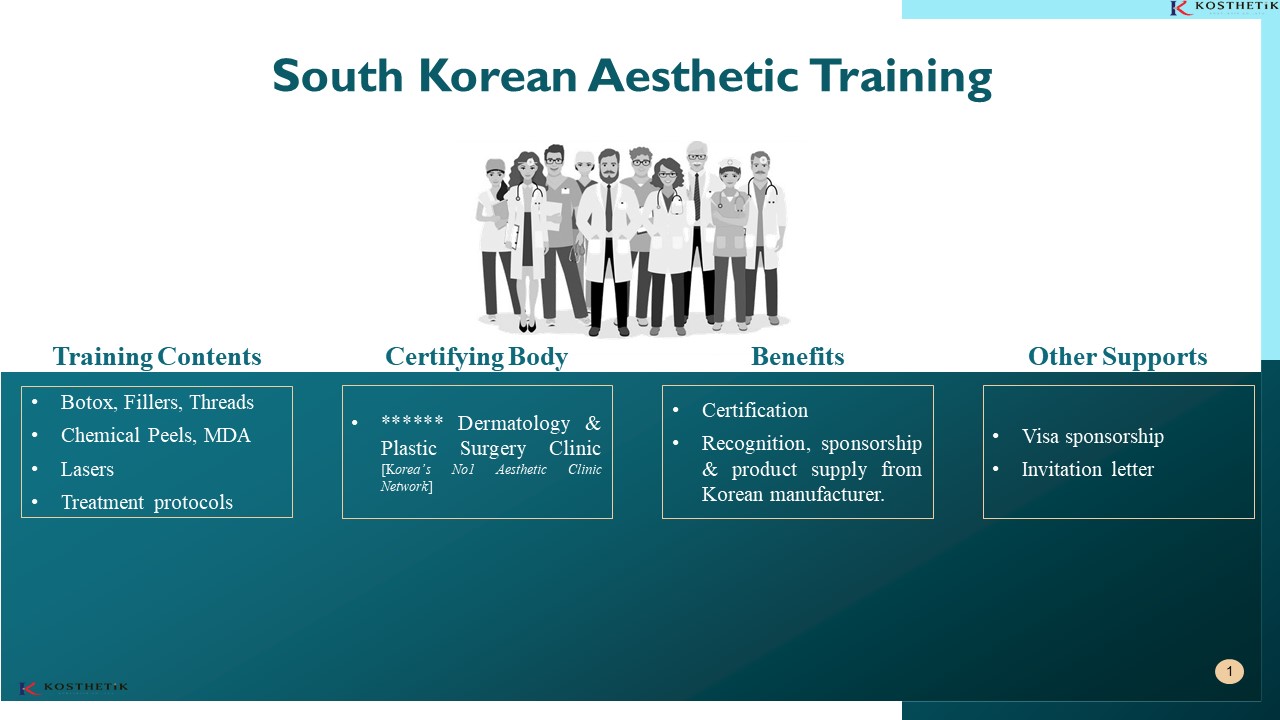 KOSTHETiK
South Korean Aesthetic Training
Training Contents
• Botox, Fillers, Threads
• Chemical Peels, MDA
• Lasers
• Treatment protocols
Certifying Body
• ****** Dermatology &
Plastic Surgery Clinic
[Korea's No1 Aesthetic Clinic
Network]
Benefits
• Certification
• Recognition, sponsorship
& product supply from
Korean manufacturer.
Other Supports
• Visa sponsorship
• Invitation letter
KOSTHETiK
1